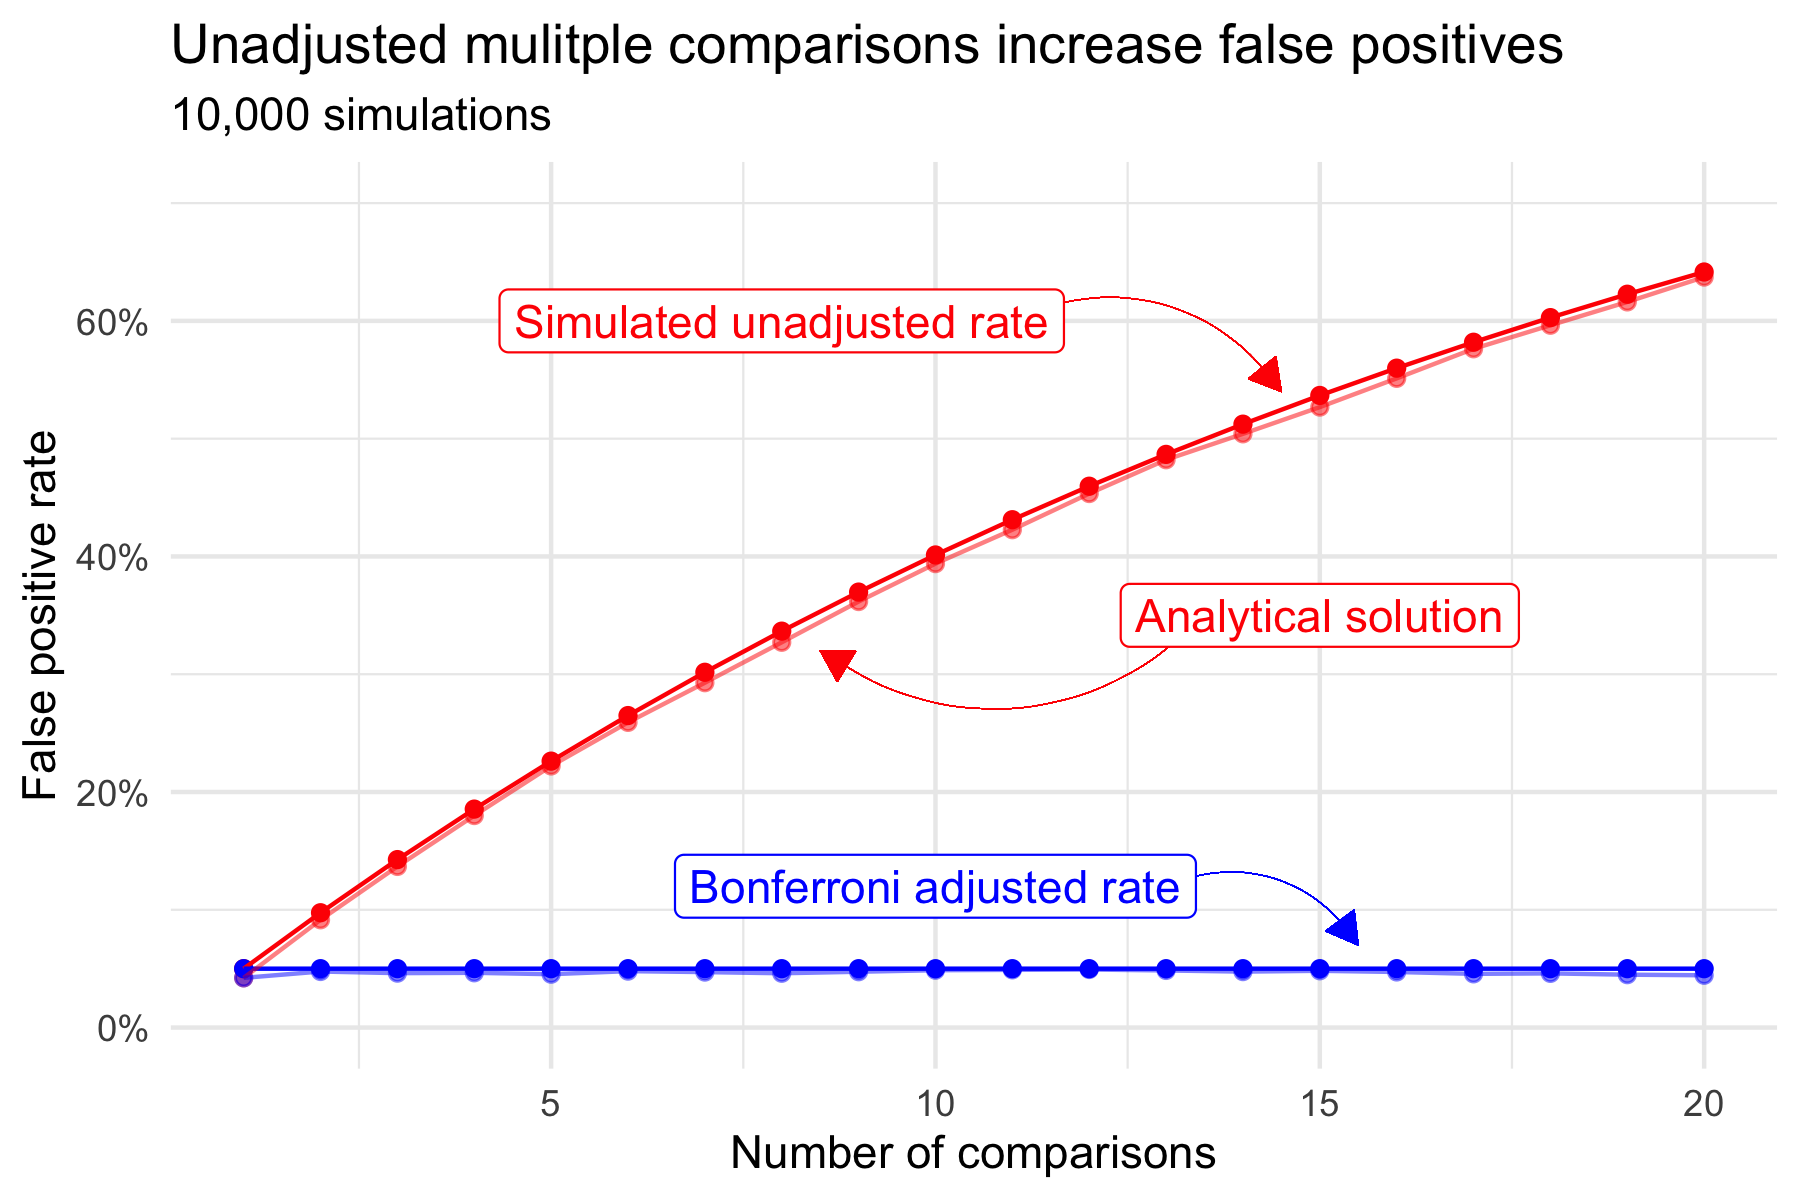 Unadjusted mulitple comparisons increase false positives
10,000 simulations
False positive rate
60%
40%
20%
0%
Simulated unadjusted rate
Analytical solution
Bonferroni adjusted rate
5
10
15
20
Number of comparisons